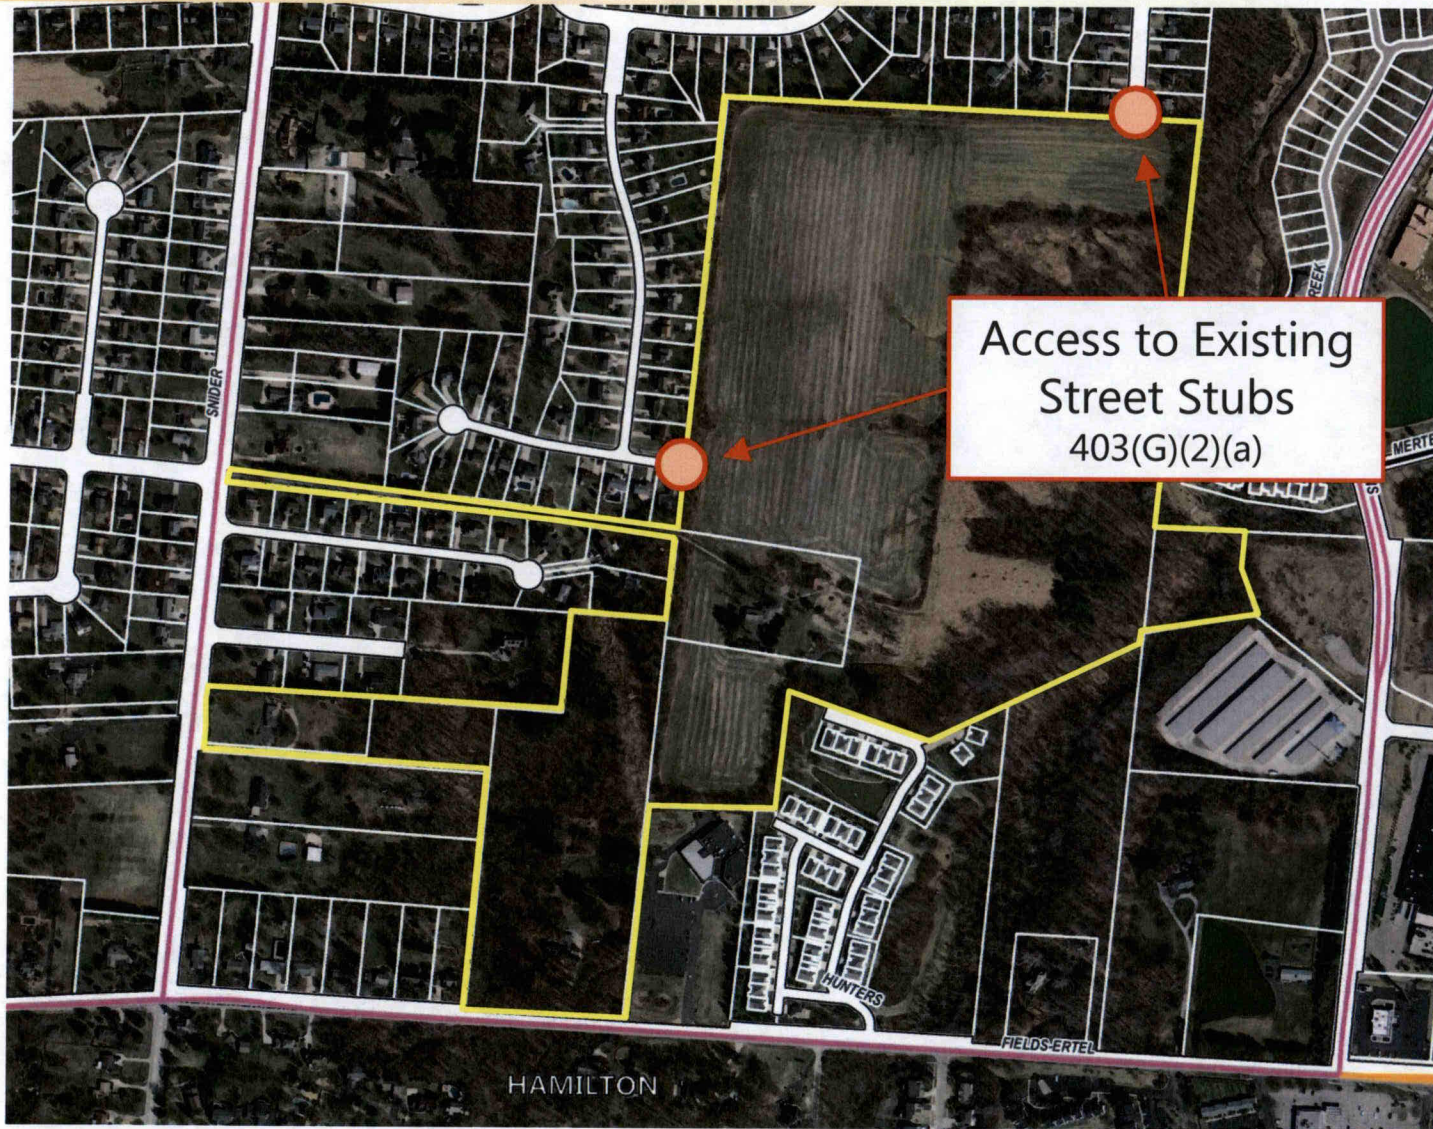 SNIDER
REEK
Access to Existing
Street Stubs
403(G)(2)(a)
MERTE
S
HUNTERS
FIELDS-ERTEL
HAMILTON